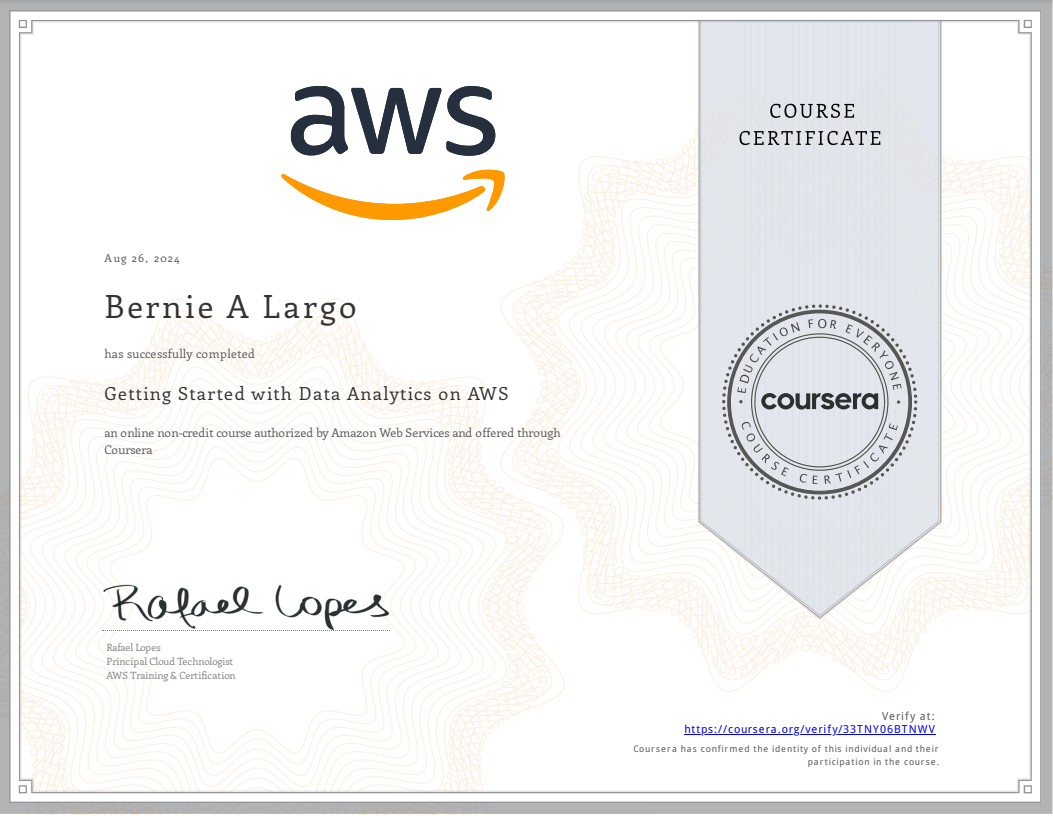 aws
COURSE
CERTIFICATE
Aug 26, 2024
Bernie A Largo
has successfully completed
Getting Started with Data Analytics on AWS
an online non-credit course authorized by Amazon Web Services and offered through
Coursera
EDUCATION FOR EVERYONE
coursera
COURSE CERTIFICATE
Rafael Lopes
Rafael Lopes
Principal Cloud Technologist
AWS Training & Certification
Verify at:
https://coursera.org/verify/33TNY06BTNWV
Coursera has confirmed the identity of this individual and their
participation in the course.